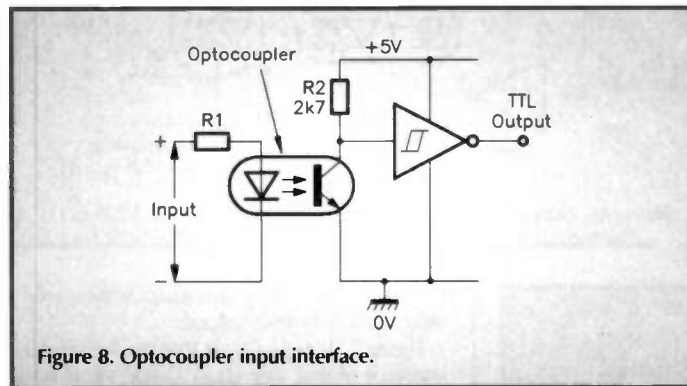 Optocoupler
+5V
R2
2k7
TTL
Output
R1
+
Input
−
0V
Figure 8. Optocoupler input interface.